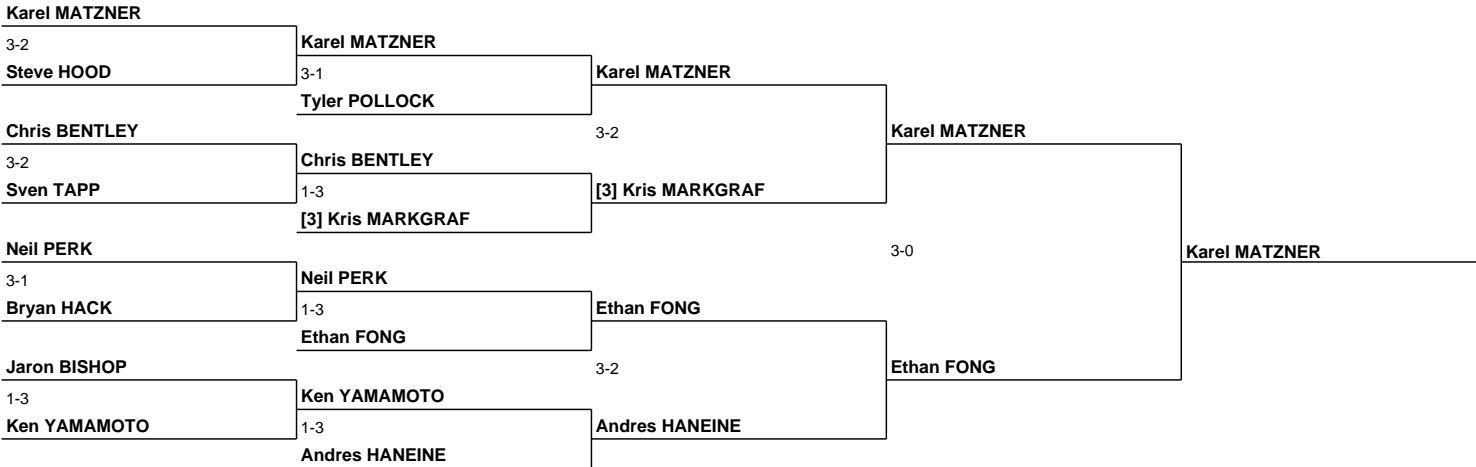 Karel MATZNER
3-2
Steve HOOD
Chris BENTLEY
3-2
Sven TAPP
Neil PERK
3-1
Bryan HACK
Jaron BISHOP
1-3
Ken YAMAMOTO
Karel MATZNER
3-1
Tyler POLLOCK
Chris BENTLEY
1-3
[3] Kris MARKGRAF
Neil PERK
1-3
Ethan FONG
Ken YAMAMOTO
1-3
Andres HANEINE
Karel MATZNER
3-2
[3] Kris MARKGRAF
Ethan FONG
3-2
Andres HANEINE
Karel MATZNER
3-0
Ethan FONG
Karel MATZNER